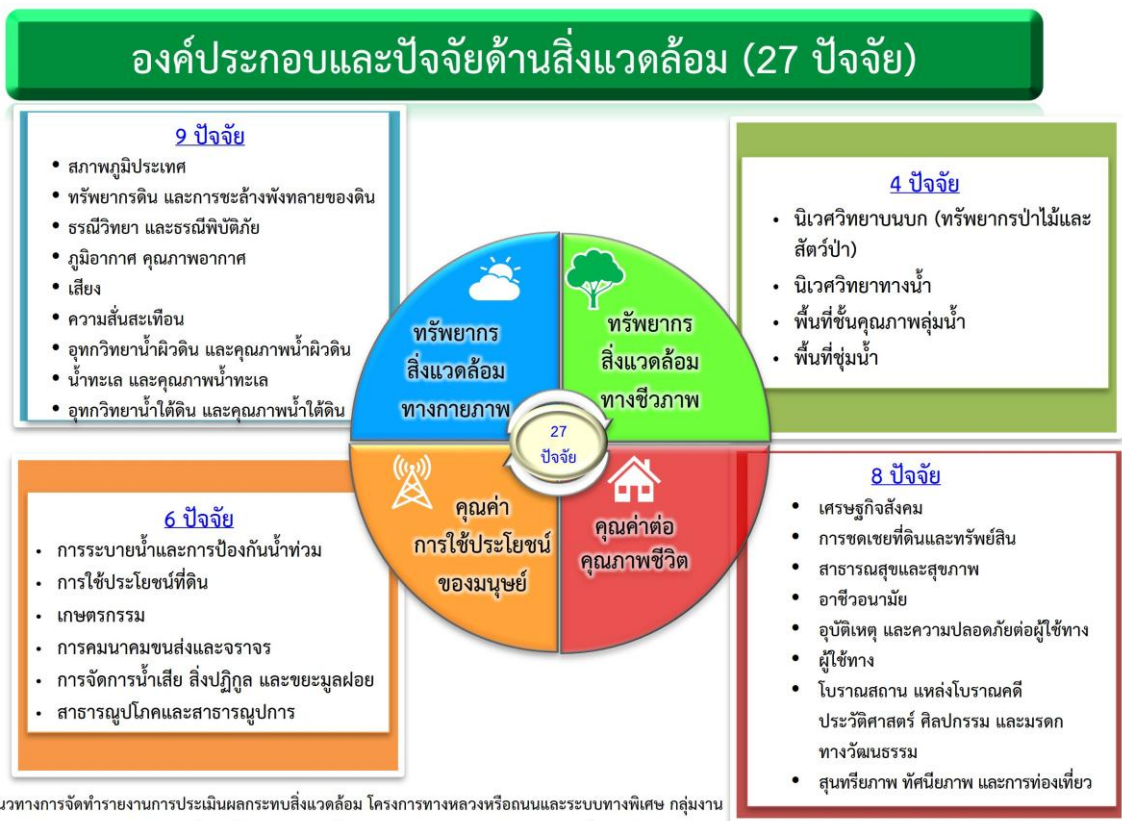 องค์ประกอบและปัจจัยด้านสิ่งแวดล้อม (27 ปัจจัย)
9 ปัจจัย
• สภาพภูมิประเทศ
• ทรัพยากรดิน และการชะล้างพังทลายของดิน
• ธรณีวิทยา และธรณีพิบัติภัย
• ภูมิอากาศ คุณภาพอากาศ
• เสียง
• ความสั่นสะเทือน
• อุทกวิทยาน้ำผิวดิน และคุณภาพน้ำผิวดิน
• น้ำทะเล และคุณภาพน้ำทะเล
• อุทกวิทยาน้ำใต้ดิน และคุณภาพน้ำใต้ดิน
4 ปัจจัย
• นิเวศวิทยาบนบก (ทรัพยากรป่าไม้และ
สัตว์ป่า)
• นิเวศวิทยาทางน้ำ
• พื้นที่ชั้นคุณภาพลุ่มน้ำ
• พื้นที่ชุ่มน้ำ
ทรัพยากร
สิ่งแวดล้อม
ทางกายภาพ
ทรัพยากร
สิ่งแวดล้อม
ทางชีวภาพ
27
ปัจจัย
คุณค่า
การใช้ประโยชน์
ของมนุษย์
คุณค่าต่อ
คุณภาพชีวิต
6 ปัจจัย
• การระบายน้ำและการป้องกันน้ำท่วม
• การใช้ประโยชน์ที่ดิน
• เกษตรกรรม
• การคมนาคมขนส่งและจราจร
• การจัดการน้ำเสีย สิ่งปฏิกูล และขยะมูลฝอย
• สาธารณูปโภคและสาธารณูปการ
8 ปัจจัย
• เศรษฐกิจสังคม
• การชดเชยที่ดินและทรัพย์สิน
• สาธารณสุขและสุขภาพ
• อาชีวอนามัย
• อุบัติเหตุ และความปลอดภัยต่อผู้ใช้ทาง
• ผู้ใช้ทาง
• โบราณสถาน แหล่งโบราณคดี
ประวัติศาสตร์ ศิลปกรรม และมรดก
ทางวัฒนธรรม
• สุนทรียภาพ ทัศนียภาพ และการท่องเที่ยว
นวทางการจัดทำรายงานการประเมินผลกระทบสิ่งแวดล้อม โครงการทางหลวงหรือถนนและระบบทางพิเศษ กลุ่มงาน